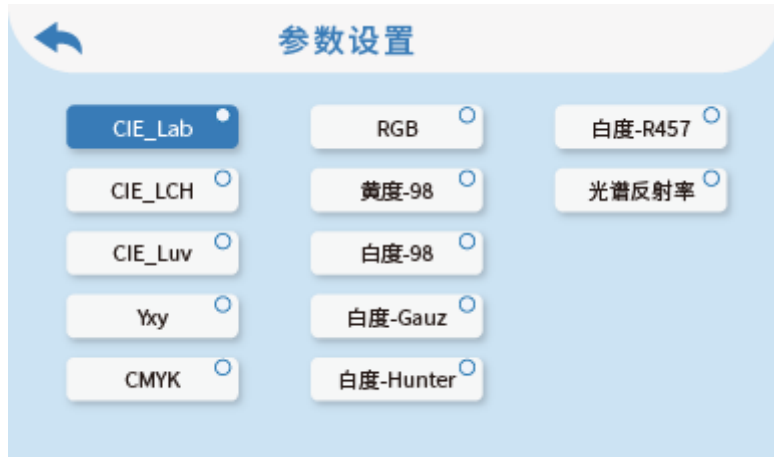 参数设置
CIE_Lab
RGB
白度-R457
CIE_LCH
黄度-98
光谱反射率
CIE_Luv
白度-98
Yxy
白度-Gauz
CMYK
白度-Hunter